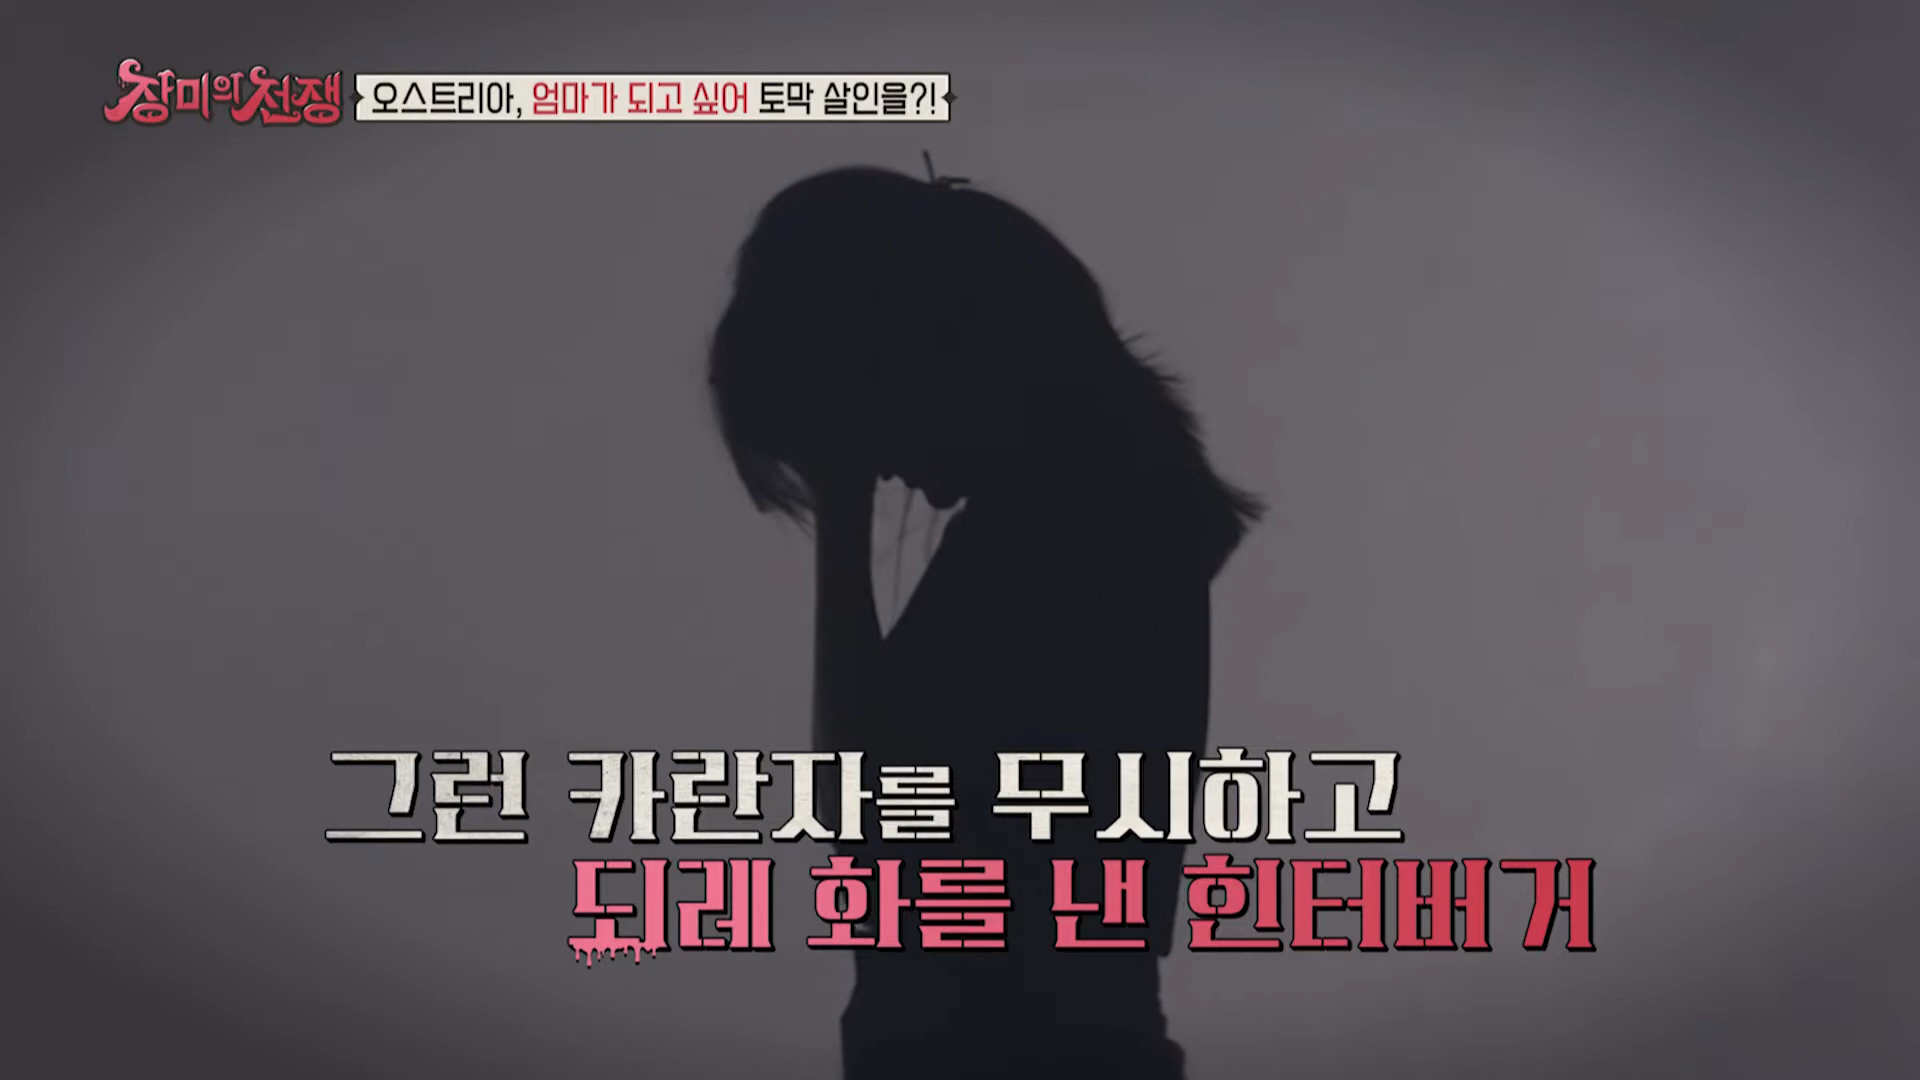 장미의 전쟁
오스트리아, 엄마가 되고 싶어 토막 살인을?!
그런 카란자를 무시하고
되레 화를 낸 힌터버거